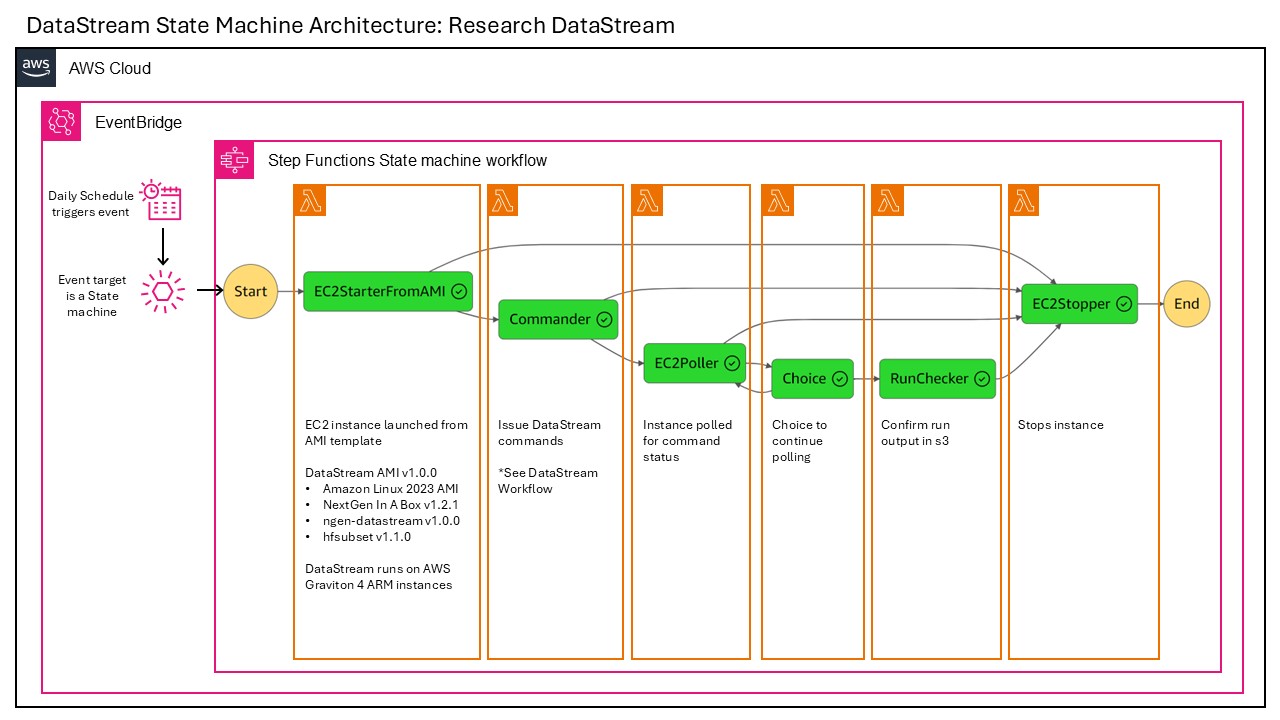 DataStream State Machine Architecture: Research DataStream
aws
AWS Cloud
EventBridge
Step Functions State machine workflow
Daily Schedule
triggers event
Event target
is a State
machine
Start
EC2StarterFromAMI
Commander
EC2Poller
Choice
RunChecker
EC2Stopper
End
EC2 instance launched from
AMI template
DataStream AMI v1.0.0
• Amazon Linux 2023 AMI
• NextGen In A Box v1.2.1
• ngen-datastream v1.0.0
• hfsubset v1.1.0
DataStream runs on AWS
Graviton 4 ARM instances
Issue DataStream
commands
*See DataStream
Workflow
Instance polled
for command
status
Choice to
continue
polling
Confirm run
output in s3
Stops instance